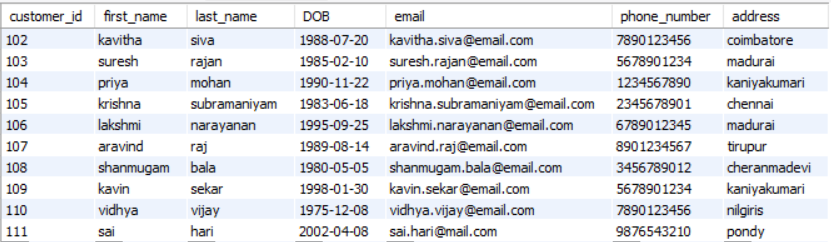 customer_id first_name last_name DOB email phone_number address
102 kavitha siva 1988-07-20 kavitha.siva@email.com 7890123456 coimbatore
103 suresh rajan 1985-02-10 suresh.rajan@email.com 5678901234 madurai
104 priya mohan 1990-11-22 priya.mohan@email.com 1234567890 kaniyakumari
105 krishna subramaniyam 1983-06-18 krishna.subramaniyam@email.com 2345678901 chennai
106 lakshmi narayanan 1995-09-25 lakshmi.narayanan@email.com 6789012345 madurai
107 aravind raj 1989-08-14 aravind.raj@email.com 8901234567 tirupur
108 shanmugam bala 1980-05-05 shanmugam.bala@email.com 3456789012 cheranmadevi
109 kavin sekar 1998-01-30 kavin.sekar@email.com 5678901234 kaniyakumari
110 vidhya vijay 1975-12-08 vidhya.vijay@email.com 7890123456 nilgiris
111 sai hari 2002-04-08 sai.hari@mail.com 9876543210 pondy